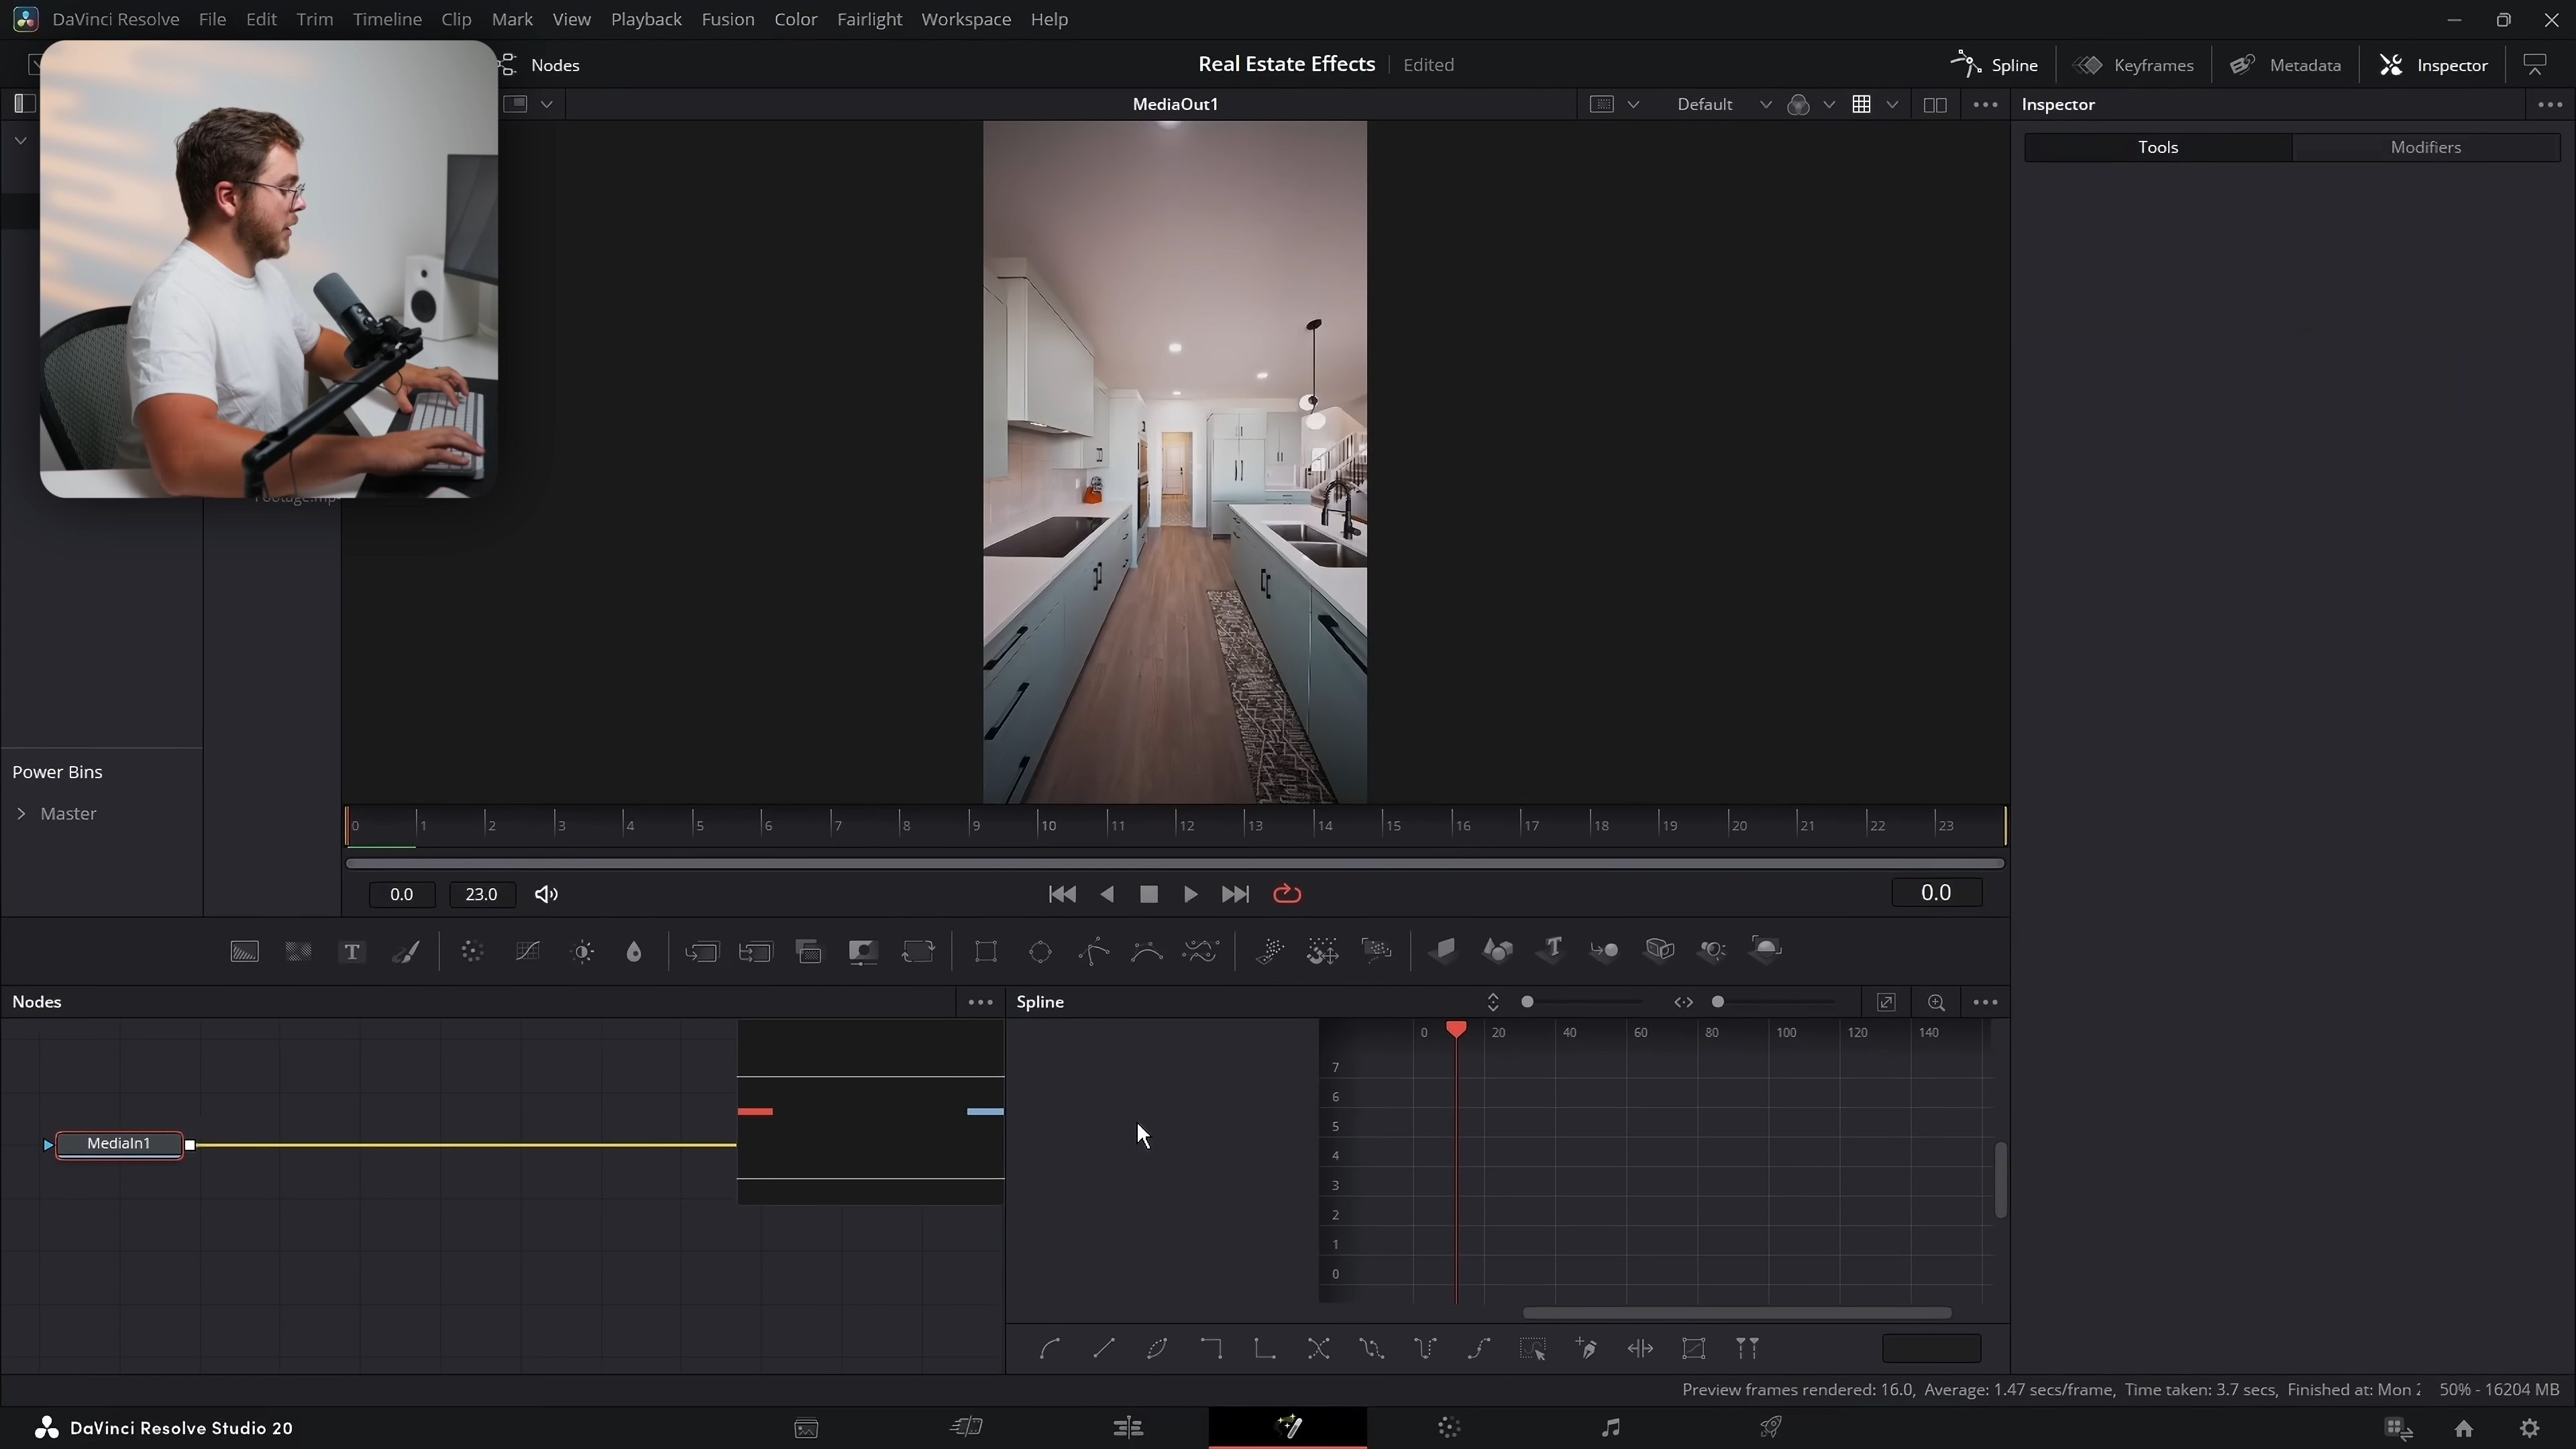 DaVinci Resolve File Edit Trim Timeline Clip Mark View Playback Fusion Color Fairlight Workspace Help
Nodes
Real Estate Effects
Edited
Spline
Keyframes
Metadata
Inspector
MediaOut1
Default
Inspector
Tools
Modifiers
Power Bins
Master
0 1 2 3 4 5 6 7 8 9 10 11 12 13 14 15 16 17 18 19 20 21 22 23
0.0 23.0
0.0
T
T
Nodes
Spline
0 20 40 60 80 100 120 140
7
6
5
4
3
2
1
0
MediaIn1
Preview frames rendered: 16.0, Average: 1.47 secs/frame, Time taken: 3.7 secs, Finished at: Mon
50% - 16204 MB
DaVinci Resolve Studio 20